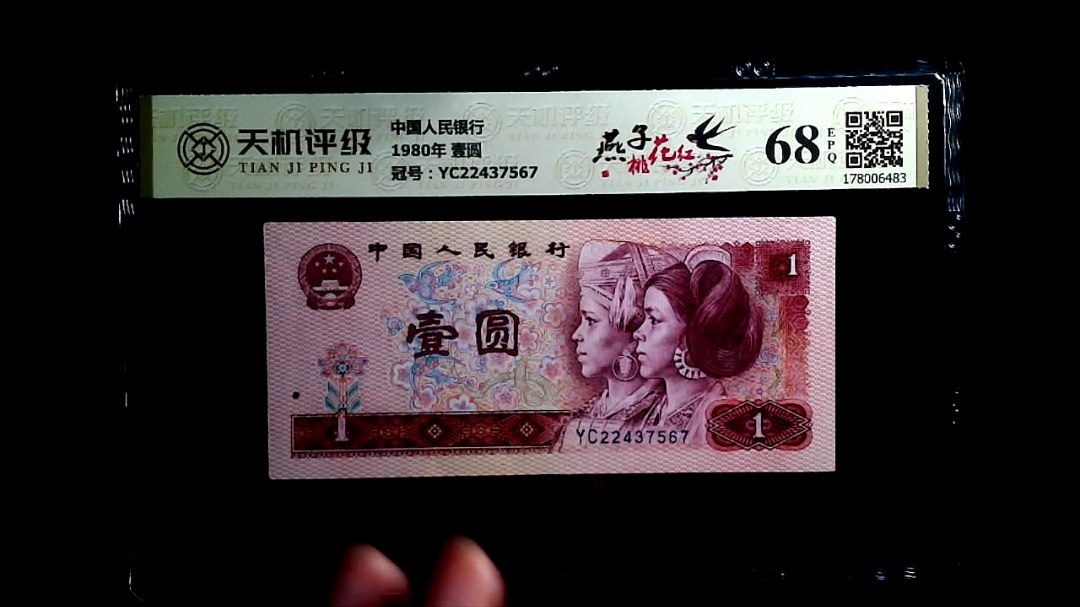 天机评级
TIAN JI PING JI
中国人民银行
1980年 壹圆
冠号：YC22437567
燕子
桃花红
68
EPQ
178006483
中国人民银行
1
壹圆
1
YC22437567
1